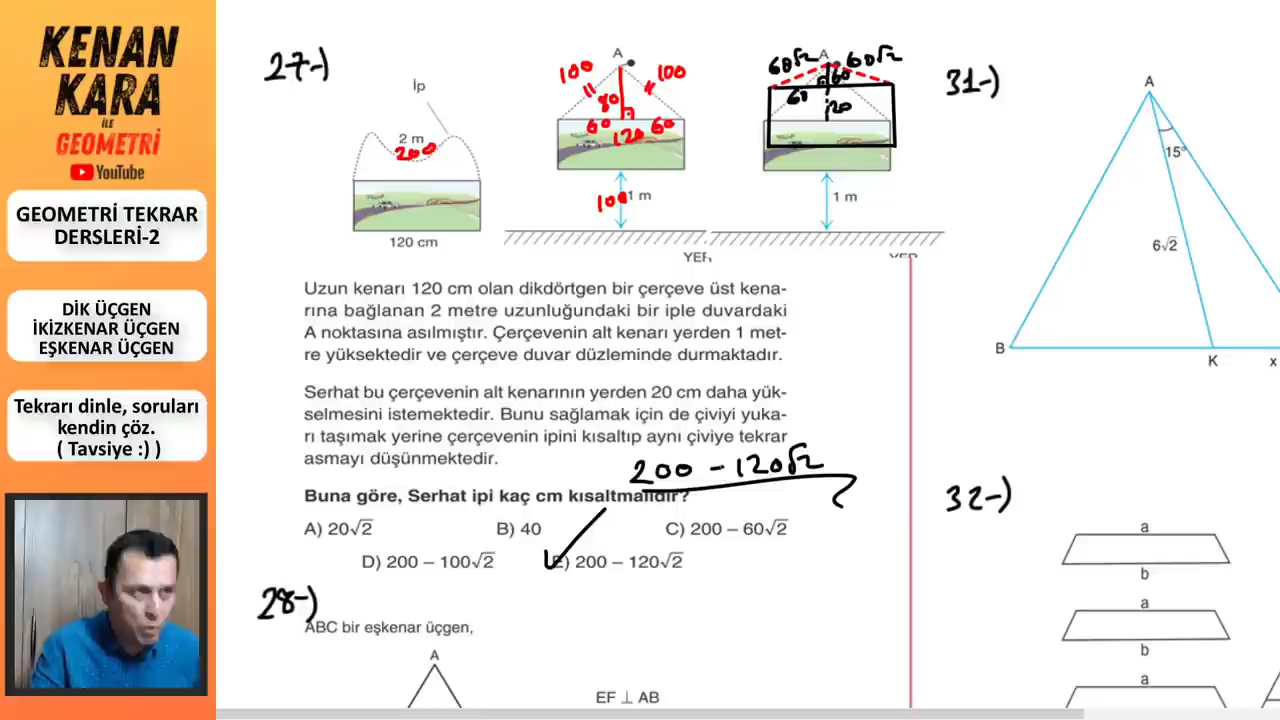 KENAN
KARA
İLE
GEOMETRİ
YouTube
GEOMETRİ TEKRAR
DERSLERİ-2
DİK ÜÇGEN
İKİZKENAR ÜÇGEN
EŞKENAR ÜÇGEN
Tekrarı dinle, soruları
kendin çöz.
( Tavsiye :) )
27-)
Ip
2 m
200
120 cm
A
100
100
80
60
120
60
100
1 m
YER
A
60√2
60√2
60
60
120
1 m
YER
Uzun kenarı 120 cm olan dikdörtgen bir çerçeve üst kena-
rına bağlanan 2 metre uzunluğundaki bir iple duvardaki
A noktasına asılmıştır. Çerçevenin alt kenarı yerden 1 met-
re yüksektedir ve çerçeve duvar düzleminde durmaktadır.
Serhat bu çerçevenin alt kenarının yerden 20 cm daha yük-
selmesini istemektedir. Bunu sağlamak için de çiviyi yuka-
rı taşımak yerine çerçevenin ipini kısaltıp aynı çiviye tekrar
asmayı düşünmektedir.
200 - 120√2
Buna göre, Serhat ipi kaç cm kısaltmalıdır?
A) 20√2 B) 40 C) 200 – 60√2
D) 200 – 100√2 E) 200 – 120√2
28-)
ABC bir eşkenar üçgen,
A
EF ⊥ AB
31-)
A
15°
6√2
B
K
x
32-)
a
b
a
b
a